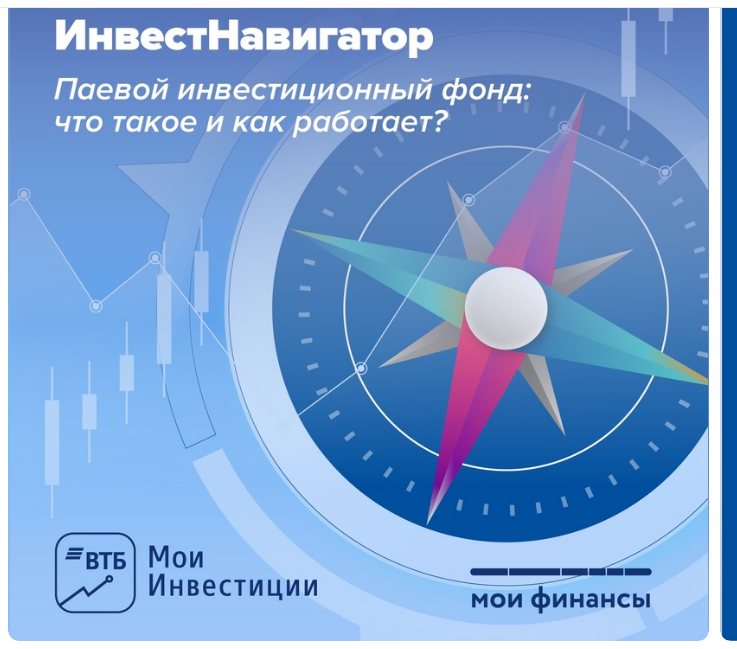 ИнвестНавигатор
Паевой инвестиционный фонд:
что такое и как работает?
ВТБ
Мои
Инвестиции
мои финансы